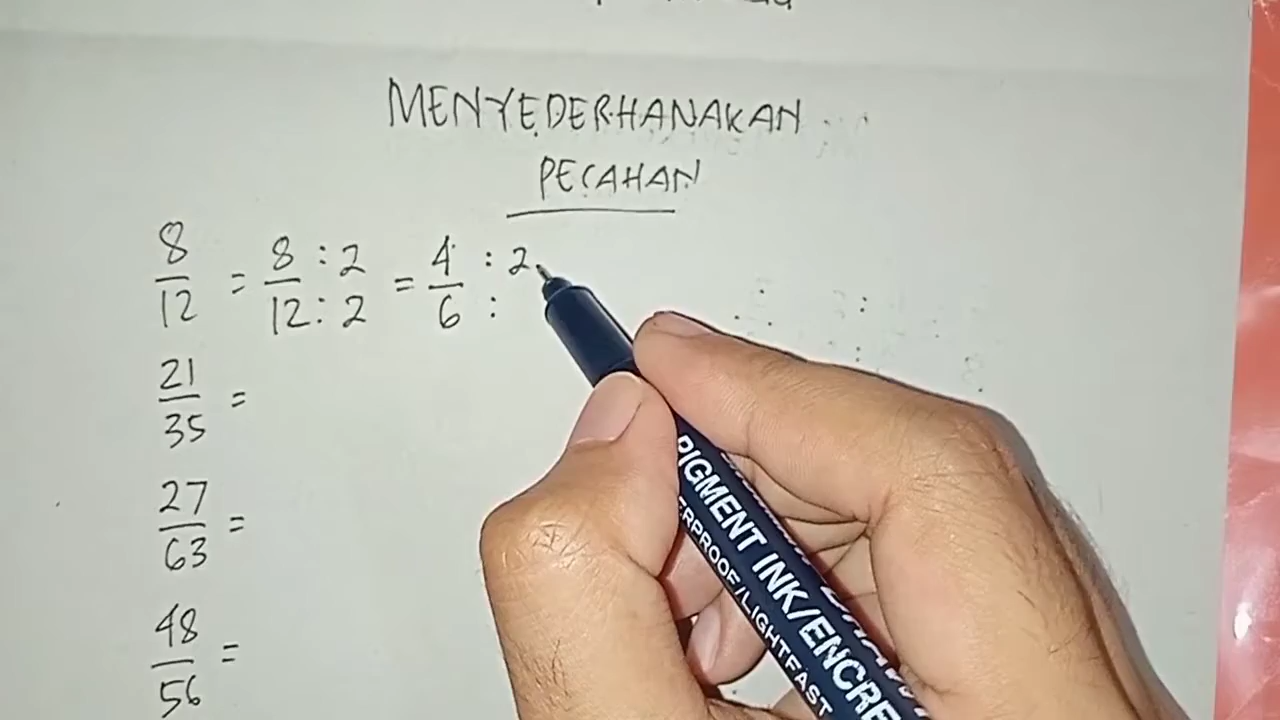 MENYEDERHANAKAN
PECAHAN
8/12 = 8 : 2/12 : 2 = 4 : 2/6 :
21/35 =
27/63 =
48/56 =
PIGMENT INK/ENCRE
ERPROOF/LIGHTFAST